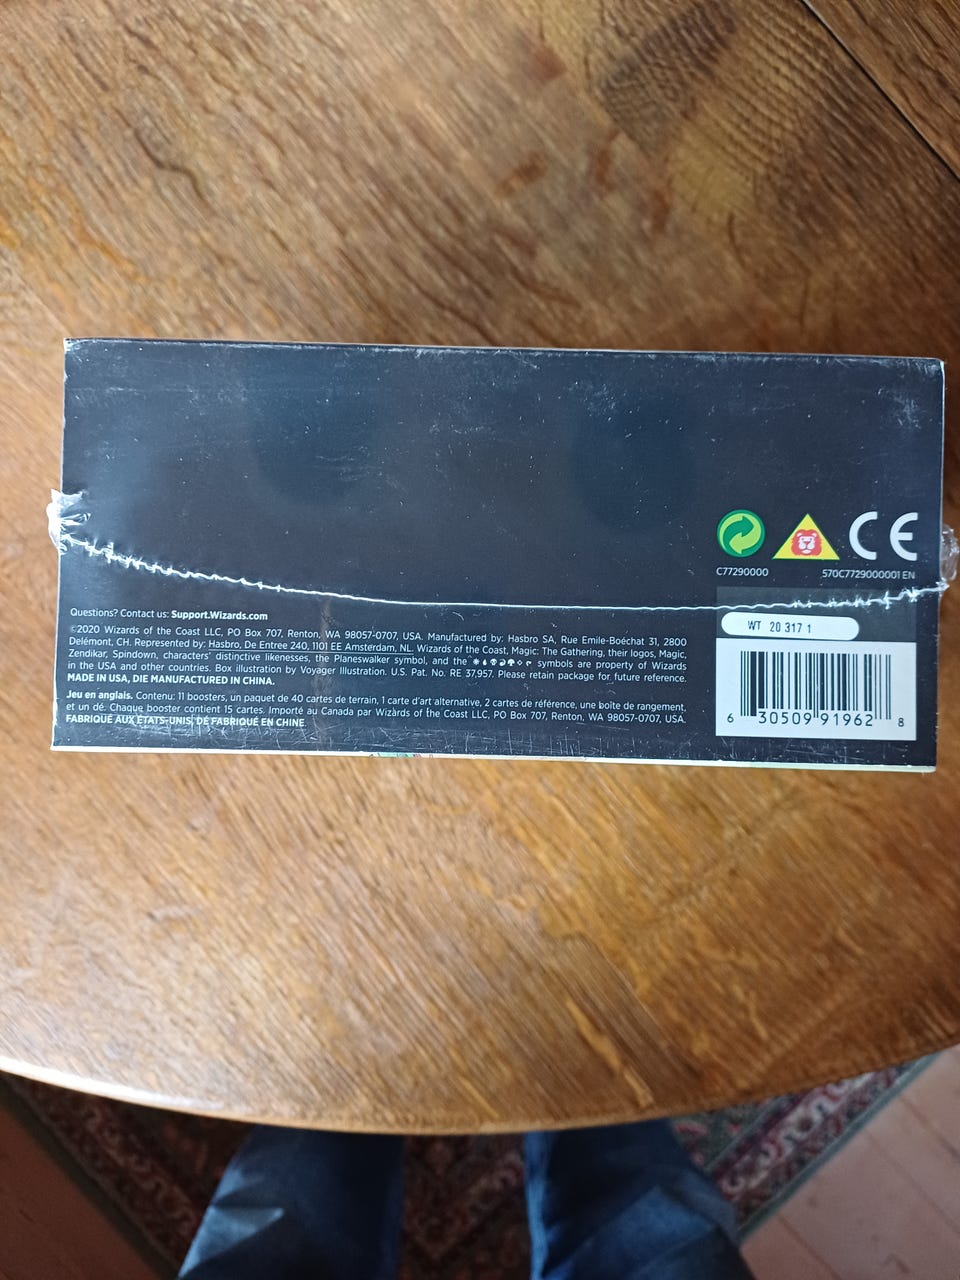 CE
C77290000 570C7729000001 EN
Questions? Contact us: Support.Wizards.com
WT 20 317 1
©2020 Wizards of the Coast LLC, PO Box 707, Renton, WA 98057-0707, USA. Manufactured by: Hasbro SA, Rue Emile-Boéchat 31, 2800
Delémont, CH. Represented by: Hasbro, De Entree 240, 1101 EE Amsterdam, NL. Wizards of the Coast, Magic: The Gathering, their logos, Magic,
Zendikar, Spindown, characters' distinctive likenesses, the Planeswalker symbol, and the symbols are property of Wizards
in the USA and other countries. Box illustration by Voyager Illustration. U.S. Pat. No. RE 37,957. Please retain package for future reference.
MADE IN USA, DIE MANUFACTURED IN CHINA.
Jeu en anglais. Contenu: 11 boosters, un paquet de 40 cartes de terrain, 1 carte d'art alternative, 2 cartes de référence, une boîte de rangement,
et un dé. Chaque booster contient 15 cartes. Importé au Canada par Wizards of the Coast LLC, PO Box 707, Renton, WA 98057-0707, USA.
FABRIQUÉ AUX ÉTATS-UNIS, DÉ FABRIQUÉ EN CHINE.
6 30509 91962 8